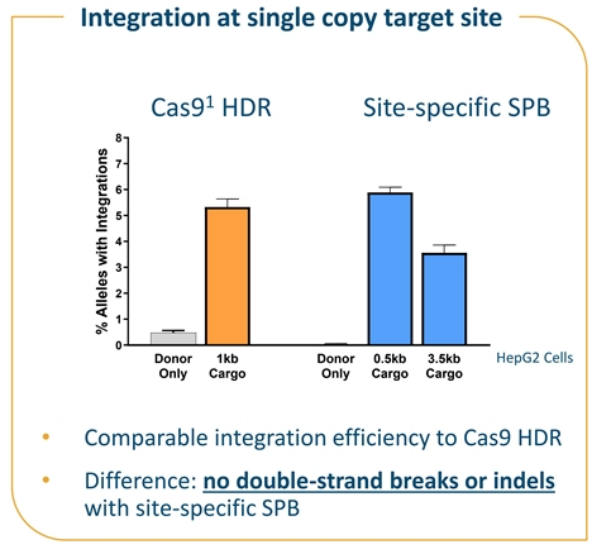 Integration at single copy target site
Cas9¹ HDR
Site-specific SPB
% Alleles with Integrations
8
7
6
5
4
3
2
1
0
Donor Only
1kb Cargo
Donor Only
0.5kb Cargo
3.5kb Cargo
HepG2 Cells
• Comparable integration efficiency to Cas9 HDR
• Difference: no double-strand breaks or indels
with site-specific SPB